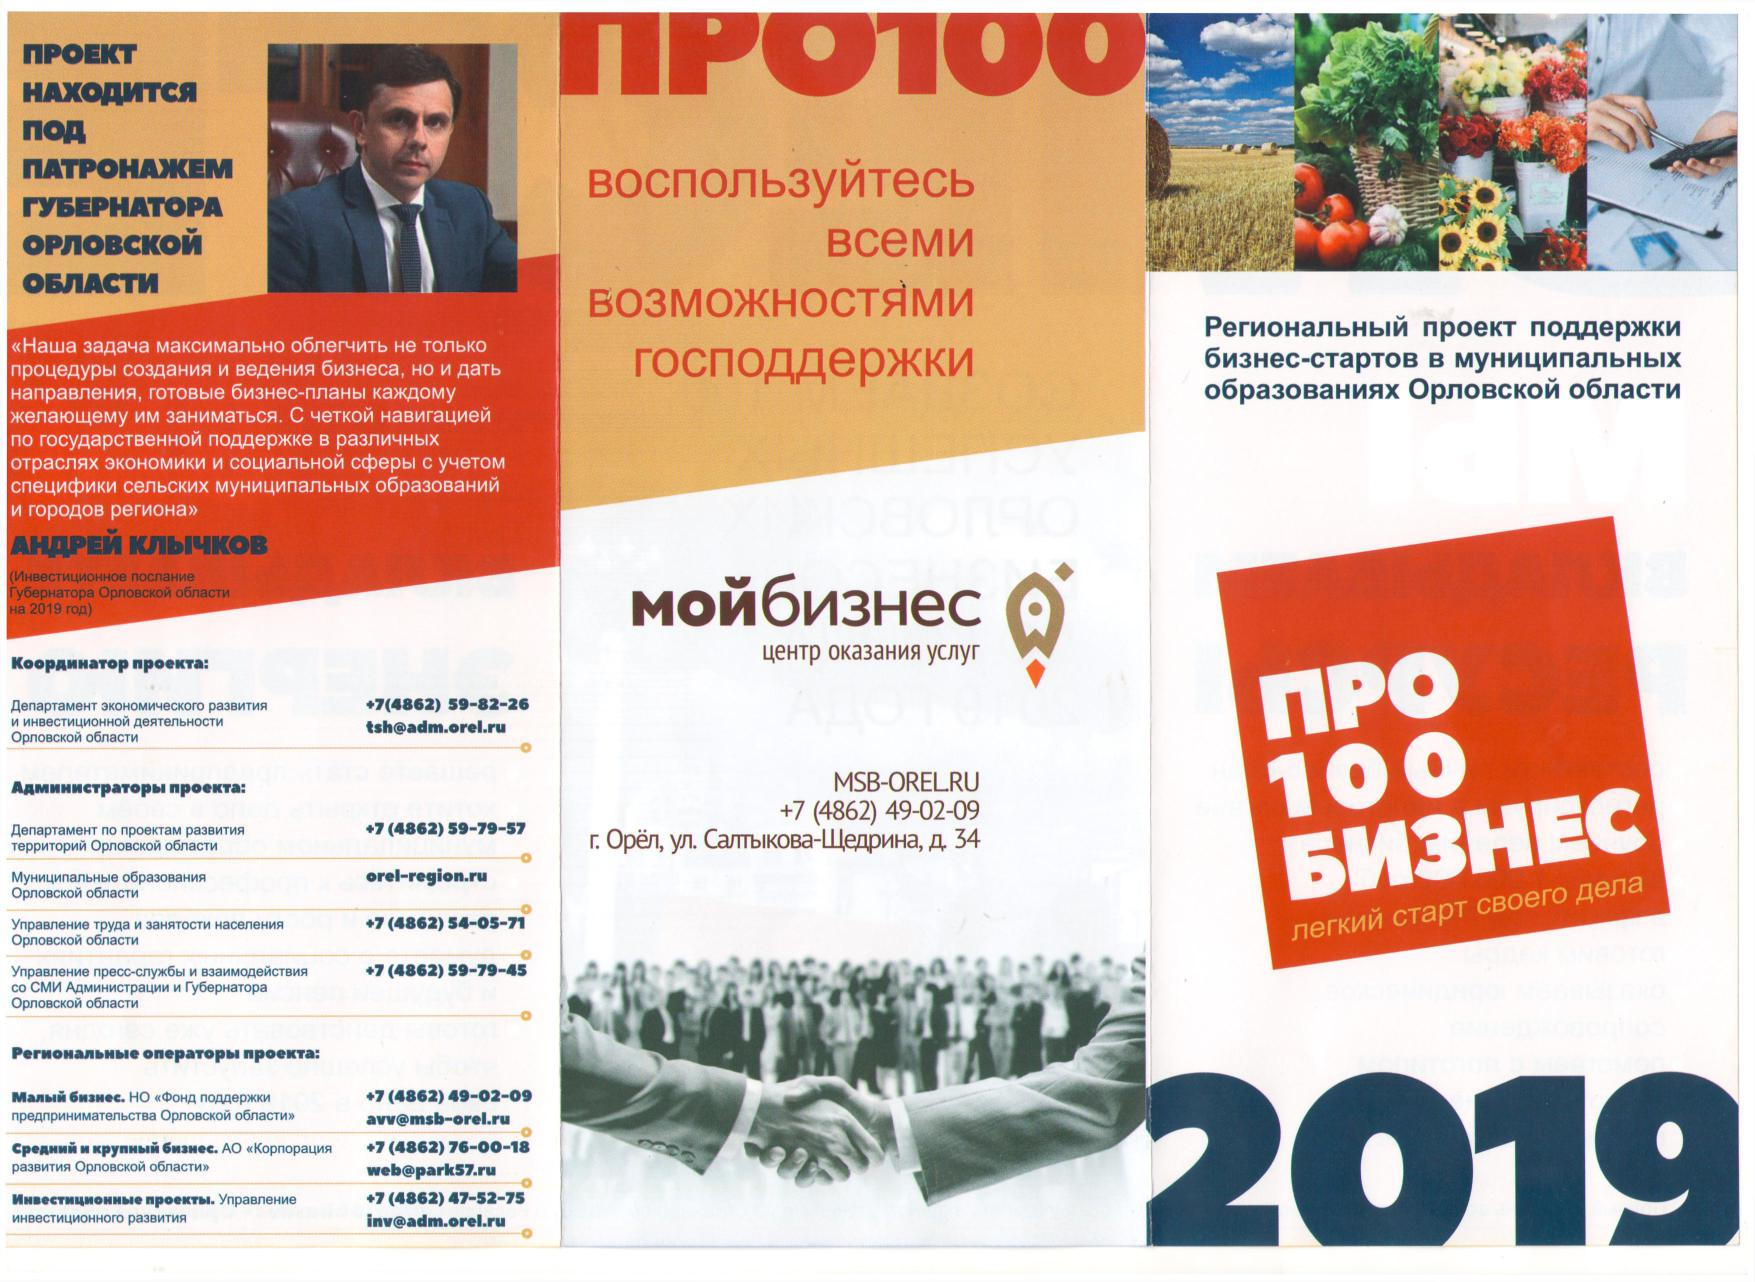 ПРОЕКТ
НАХОДИТСЯ
ПОД
ПАТРОНАЖЕМ
ГУБЕРНАТОРА
ОРЛОВСКОЙ
ОБЛАСТИ
«Наша задача максимально облегчить не только
процедуры создания и ведения бизнеса, но и дать
направления, готовые бизнес-планы каждому
желающему им заниматься. С четкой навигацией
по государственной поддержке в различных
отраслях экономики и социальной сферы с учетом
специфики сельских муниципальных образований
и городов региона»
АНДРЕЙ КЛЫЧКОВ
(Инвестиционное послание
Губернатора Орловской области
на 2019 год)
Координатор проекта:
Департамент экономического развития
и инвестиционной деятельности
Орловской области
+7(4862) 59-82-26
tsh@adm.orel.ru
Администраторы проекта:
Департамент по проектам развития
территорий Орловской области
+7 (4862) 59-79-57
Муниципальные образования
Орловской области
orel-region.ru
Управление труда и занятости населения
Орловской области
+7 (4862) 54-05-71
Управление пресс-службы и взаимодействия
со СМИ Администрации и Губернатора
Орловской области
+7 (4862) 59-79-45
Региональные операторы проекта:
Малый бизнес. НО «Фонд поддержки
предпринимательства Орловской области»
+7 (4862) 49-02-09
avv@msb-orel.ru
Средний и крупный бизнес. АО «Корпорация
развития Орловской области»
+7 (4862) 76-00-18
web@park57.ru
Инвестиционные проекты. Управление
инвестиционного развития
+7 (4862) 47-52-75
inv@adm.orel.ru
ПРО100
воспользуйтесь
всеми
возможностями
господдержки
мойбизнес
центр оказания услуг
MSB-OREL.RU
+7 (4862) 49-02-09
г. Орёл, ул. Салтыкова-Щедрина, д. 34
Региональный проект поддержки
бизнес-стартов в муниципальных
образованиях Орловской области
ПРО
100
БИЗНЕС
легкий старт своего дела
2019